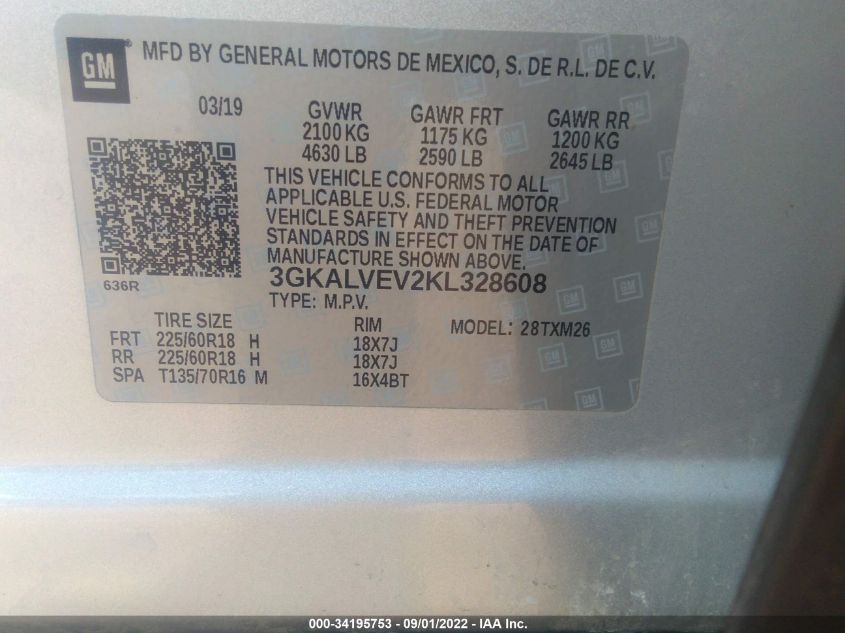 GM
MFD BY GENERAL MOTORS DE MEXICO, S. DE R.L. DE C.V.
03/19 GVWR GAWR FRT GAWR RR
2100 KG 1175 KG 1200 KG
4630 LB 2590 LB 2645 LB
THIS VEHICLE CONFORMS TO ALL
APPLICABLE U.S. FEDERAL MOTOR
VEHICLE SAFETY AND THEFT PREVENTION
STANDARDS IN EFFECT ON THE DATE OF
MANUFACTURE SHOWN ABOVE.
636R
3GKALVEV2KL328608
TYPE: M.P.V.
TIRE SIZE RIM MODEL: 28TXM26
FRT 225/60R18 H 18X7J
RR 225/60R18 H 18X7J
SPA T135/70R16 M 16X4BT
000-34195753 - 09/01/2022 - IAA Inc.